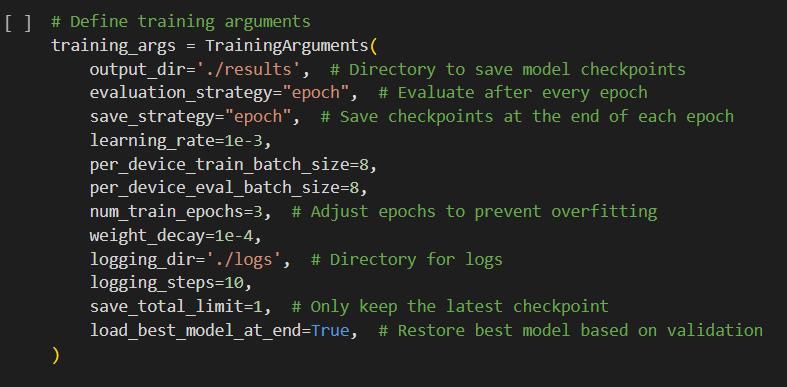 [ ] # Define training arguments
training_args = TrainingArguments(
    output_dir='./results',  # Directory to save model checkpoints
    evaluation_strategy="epoch",  # Evaluate after every epoch
    save_strategy="epoch",  # Save checkpoints at the end of each epoch
    learning_rate=1e-3,
    per_device_train_batch_size=8,
    per_device_eval_batch_size=8,
    num_train_epochs=3,  # Adjust epochs to prevent overfitting
    weight_decay=1e-4,
    logging_dir='./logs',  # Directory for logs
    logging_steps=10,
    save_total_limit=1,  # Only keep the latest checkpoint
    load_best_model_at_end=True,  # Restore best model based on validation
)